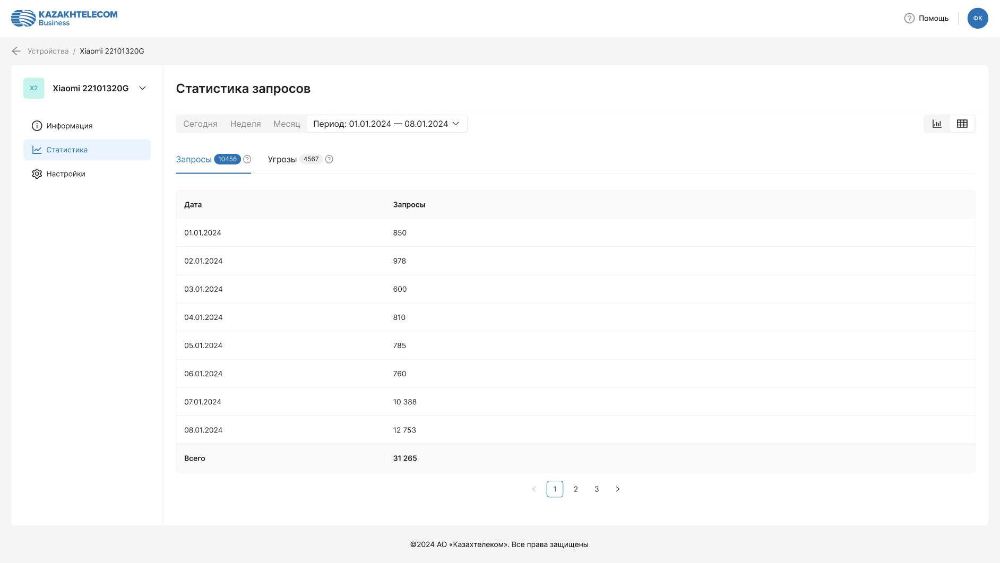 KAZAKHTELECOM
Business
Помощь
ФК
Устройства / Xiaomi 22101320G
X2
Xiaomi 22101320G
Информация
Статистика
Настройки
Статистика запросов
Сегодня Неделя Месяц Период: 01.01.2024 — 08.01.2024
Запросы 10456 ? Угрозы 4567 ?
Дата Запросы
01.01.2024 850
02.01.2024 978
03.01.2024 600
04.01.2024 810
05.01.2024 785
06.01.2024 760
07.01.2024 10 388
08.01.2024 12 753
Всего 31 265
< 1 2 3 >
©2024 АО «Казахтелеком». Все права защищены